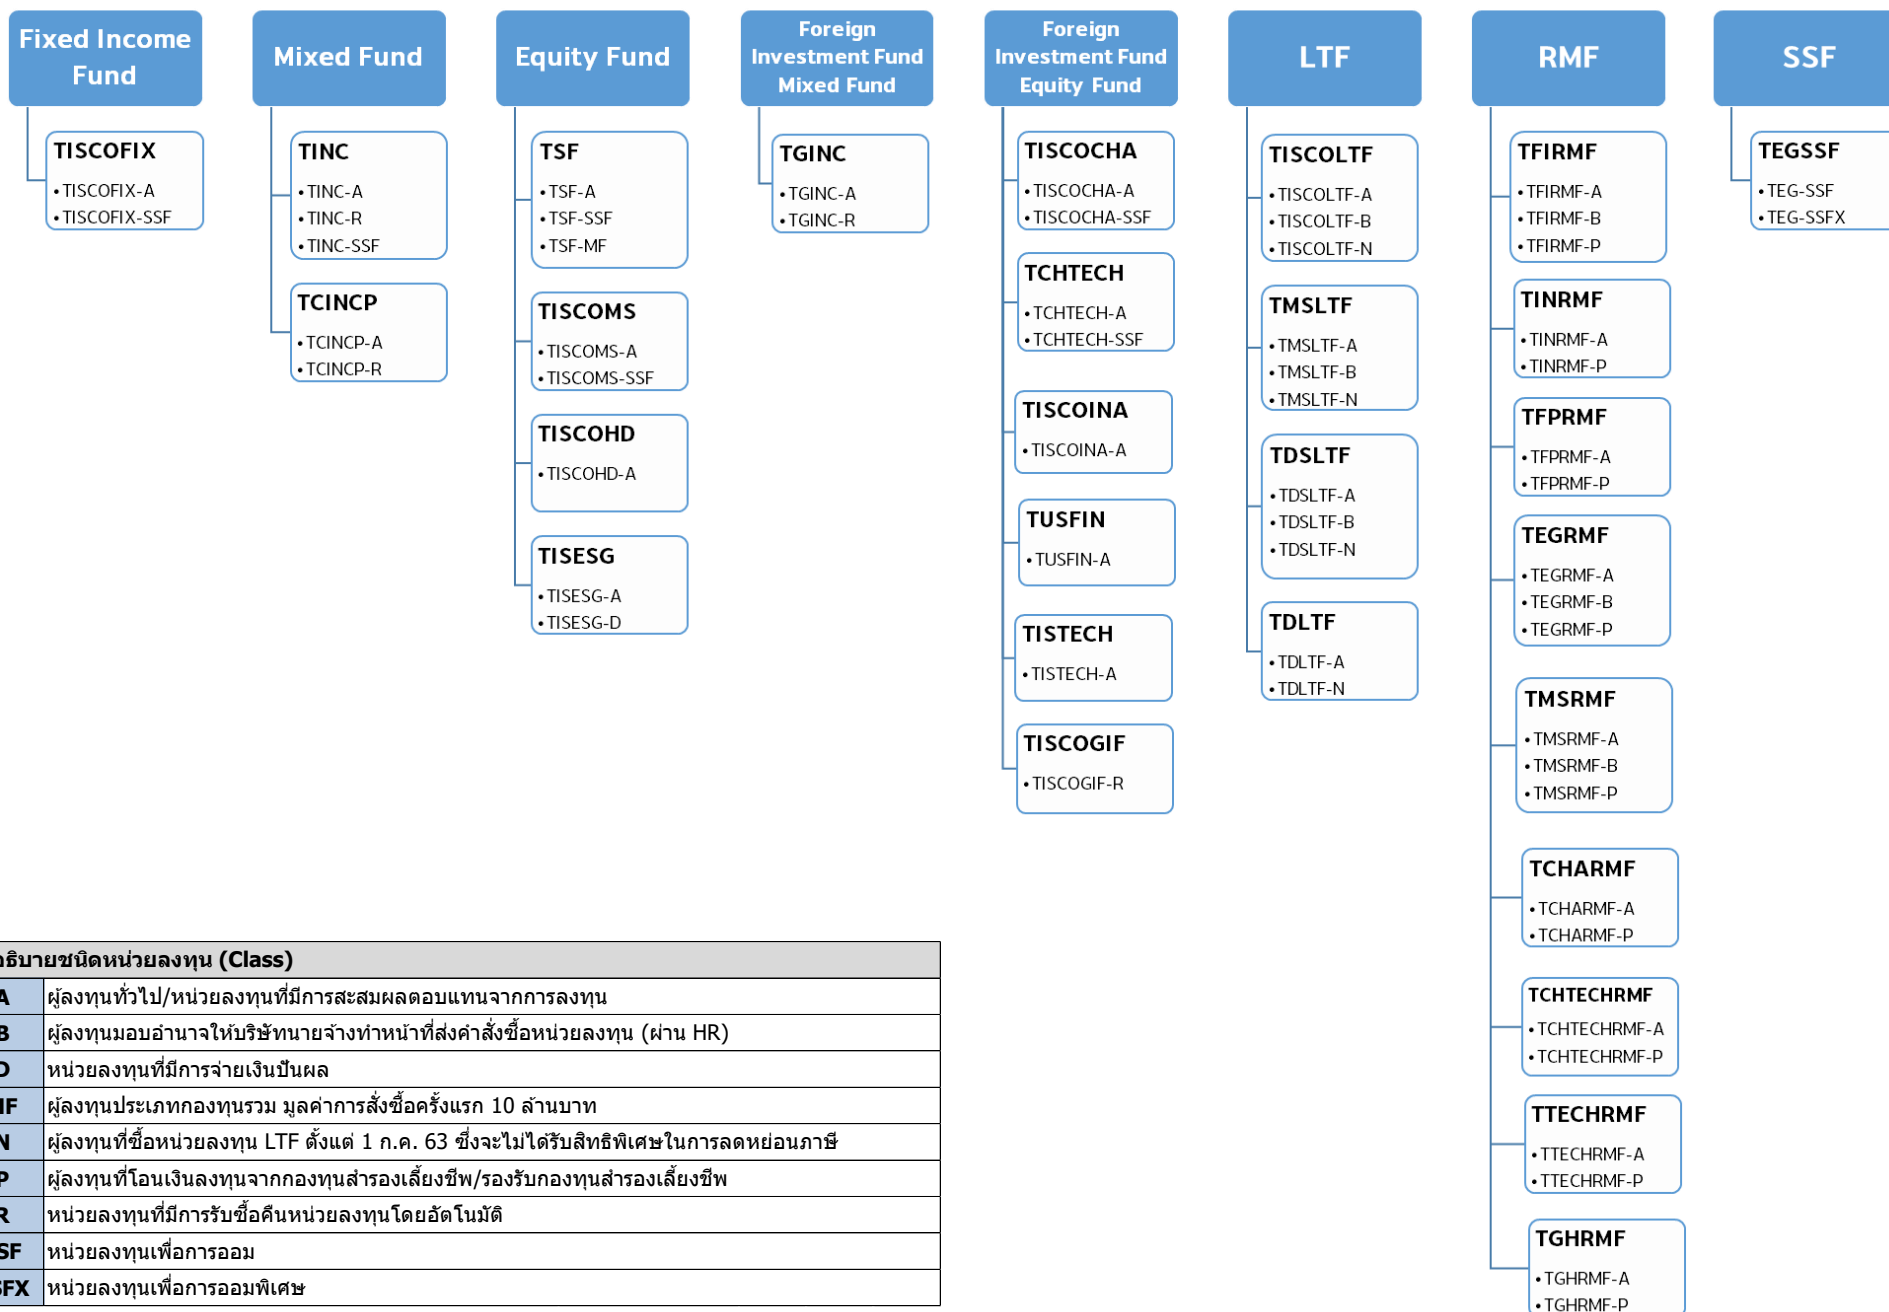 Fixed Income
Fund
TISCOFIX
•TISCOFIX-A
•TISCOFIX-SSF
Mixed Fund
TINC
•TINC-A
•TINC-R
•TINC-SSF
TCINCP
•TCINCP-A
•TCINCP-R
Equity Fund
TSF
•TSF-A
•TSF-SSF
•TSF-MF
TISCOMS
•TISCOMS-A
•TISCOMS-SSF
TISCOHD
•TISCOHD-A
TISESG
•TISESG-A
•TISESG-D
Foreign
Investment Fund
Mixed Fund
TGINC
•TGINC-A
•TGINC-R
Foreign
Investment Fund
Equity Fund
TISCOCHA
•TISCOCHA-A
•TISCOCHA-SSF
TCHTECH
•TCHTECH-A
•TCHTECH-SSF
TISCOINA
•TISCOINA-A
TUSFIN
•TUSFIN-A
TISTECH
•TISTECH-A
TISCOGIF
•TISCOGIF-R
LTF
TISCOLTF
•TISCOLTF-A
•TISCOLTF-B
•TISCOLTF-N
TMSLTF
•TMSLTF-A
•TMSLTF-B
•TMSLTF-N
TDSLTF
•TDSLTF-A
•TDSLTF-B
•TDSLTF-N
TDLTF
•TDLTF-A
•TDLTF-N
RMF
TFIRMF
•TFIRMF-A
•TFIRMF-B
•TFIRMF-P
TINRMF
•TINRMF-A
•TINRMF-P
TFPRMF
•TFPRMF-A
•TFPRMF-P
TEGRMF
•TEGRMF-A
•TEGRMF-B
•TEGRMF-P
TMSRMF
•TMSRMF-A
•TMSRMF-B
•TMSRMF-P
TCHARMF
•TCHARMF-A
•TCHARMF-P
TCHTECHRMF
•TCHTECHRMF-A
•TCHTECHRMF-P
TTECHRMF
•TTECHRMF-A
•TTECHRMF-P
TGHRMF
•TGHRMF-A
•TGHRMF-P
SSF
TEGSSF
•TEG-SSF
•TEG-SSFX
อธิบายชนิดหน่วยลงทุน (Class)
A ผู้ลงทุนทั่วไป/หน่วยลงทุนที่มีการสะสมผลตอบแทนจากการลงทุน
B ผู้ลงทุนมอบอำนาจให้บริษัทนายจ้างทำหน้าที่ส่งคำสั่งซื้อหน่วยลงทุน (ผ่าน HR)
D หน่วยลงทุนที่มีการจ่ายเงินปันผล
F ผู้ลงทุนประเภทกองทุนรวม มูลค่าการสั่งซื้อครั้งแรก 10 ล้านบาท
N ผู้ลงทุนที่ซื้อหน่วยลงทุน LTF ตั้งแต่ 1 ก.ค. 63 ซึ่งจะไม่ได้รับสิทธิพิเศษในการลดหย่อนภาษี
P ผู้ลงทุนที่โอนเงินลงทุนจากกองทุนสำรองเลี้ยงชีพ/รองรับกองทุนสำรองเลี้ยงชีพ
R หน่วยลงทุนที่มีการรับซื้อคืนหน่วยลงทุนโดยอัตโนมัติ
SF หน่วยลงทุนเพื่อการออม
SFX หน่วยลงทุนเพื่อการออมพิเศษ